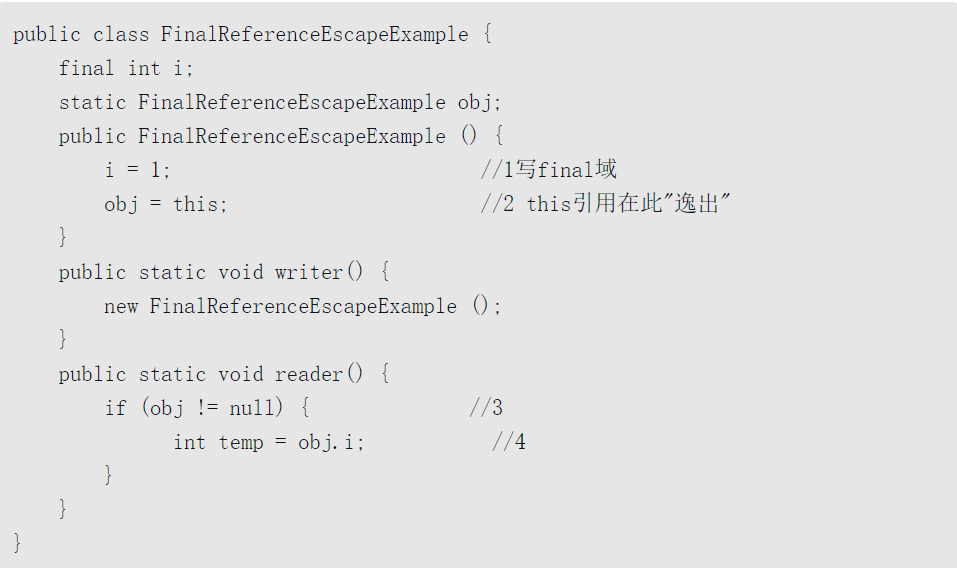 public class FinalReferenceEscapeExample {
    final int i;
    static FinalReferenceEscapeExample obj;
    public FinalReferenceEscapeExample () {
        i = 1;                           //1写final域
        obj = this;                      //2 this引用在此"逸出"
    }
    public static void writer() {
        new FinalReferenceEscapeExample ();
    }
    public static void reader() {
        if (obj != null) {              //3
              int temp = obj.i;           //4
        }
    }
}